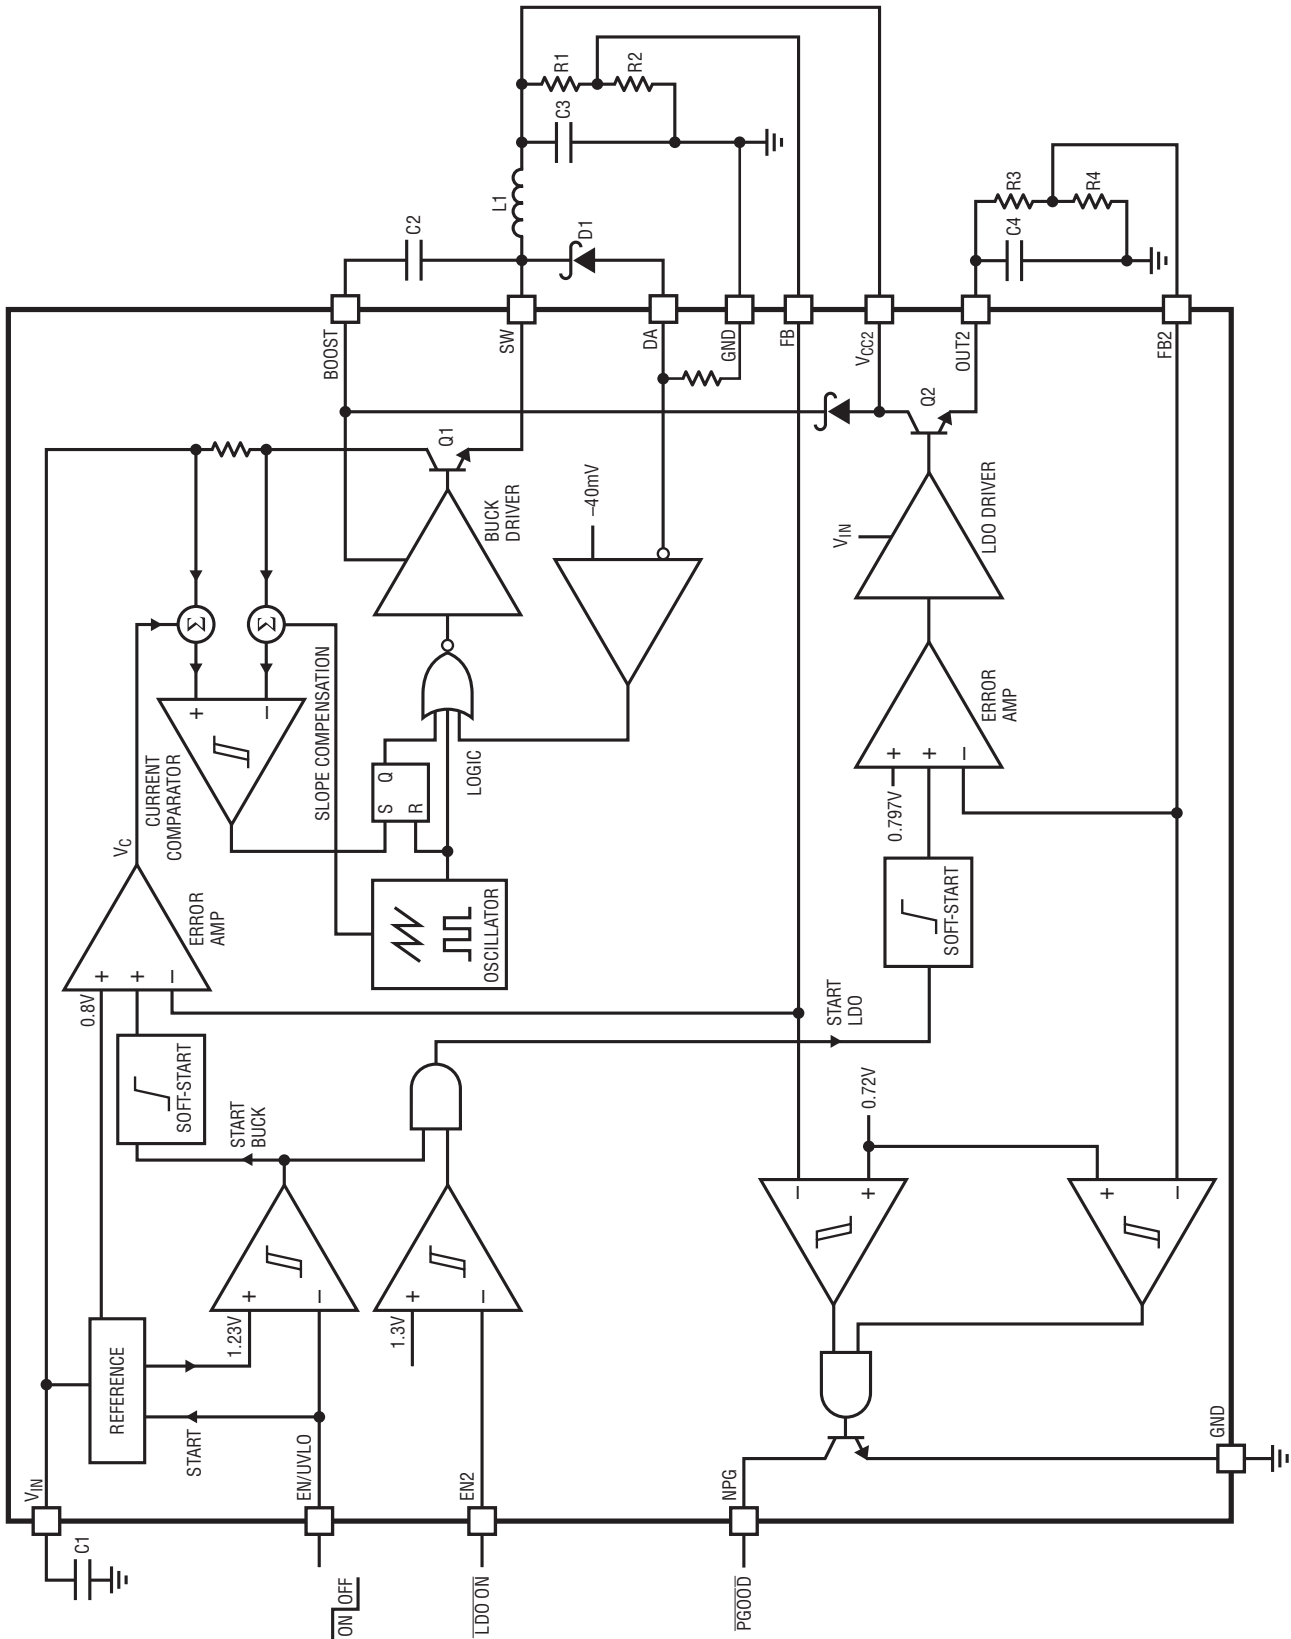 C1
VIN
ON OFF
EN/UVLO
LDO ON
EN2
PGOOD
NPG
START
REFERENCE
1.23V
+
–
1.3V
+
–
START
BUCK
SOFT-START
0.8V
+
+
–
ERROR
AMP
VC
CURRENT
COMPARATOR
+
–
Σ
Σ
SLOPE COMPENSATION
OSCILLATOR
S
Q
R
LOGIC
BUCK
DRIVER
Q1
–40mV
BOOST
SW
DA
GND
FB
VCC2
OUT2
FB2
C2
D1
L1
C3
R1
R2
C4
R3
R4
START
LDO
SOFT-START
0.797V
+
+
–
ERROR
AMP
VIN
LDO DRIVER
Q2
0.72V
–
+
+
–
GND